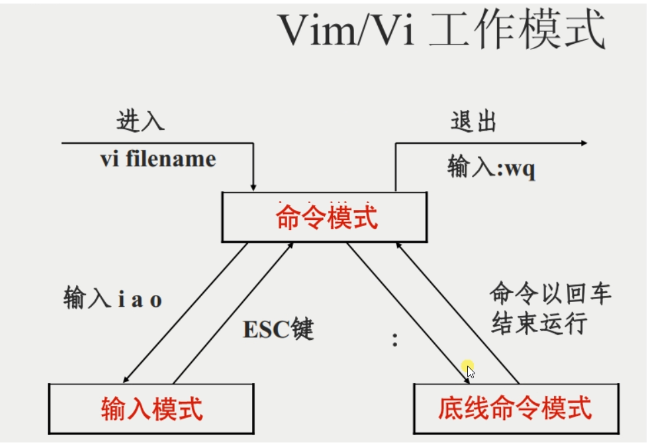 Vim/Vi 工作模式
进入
退出
vi filename
输入:wq
命令模式
输入 i a o
ESC键
:
命令以回车
结束运行
输入模式
底线命令模式